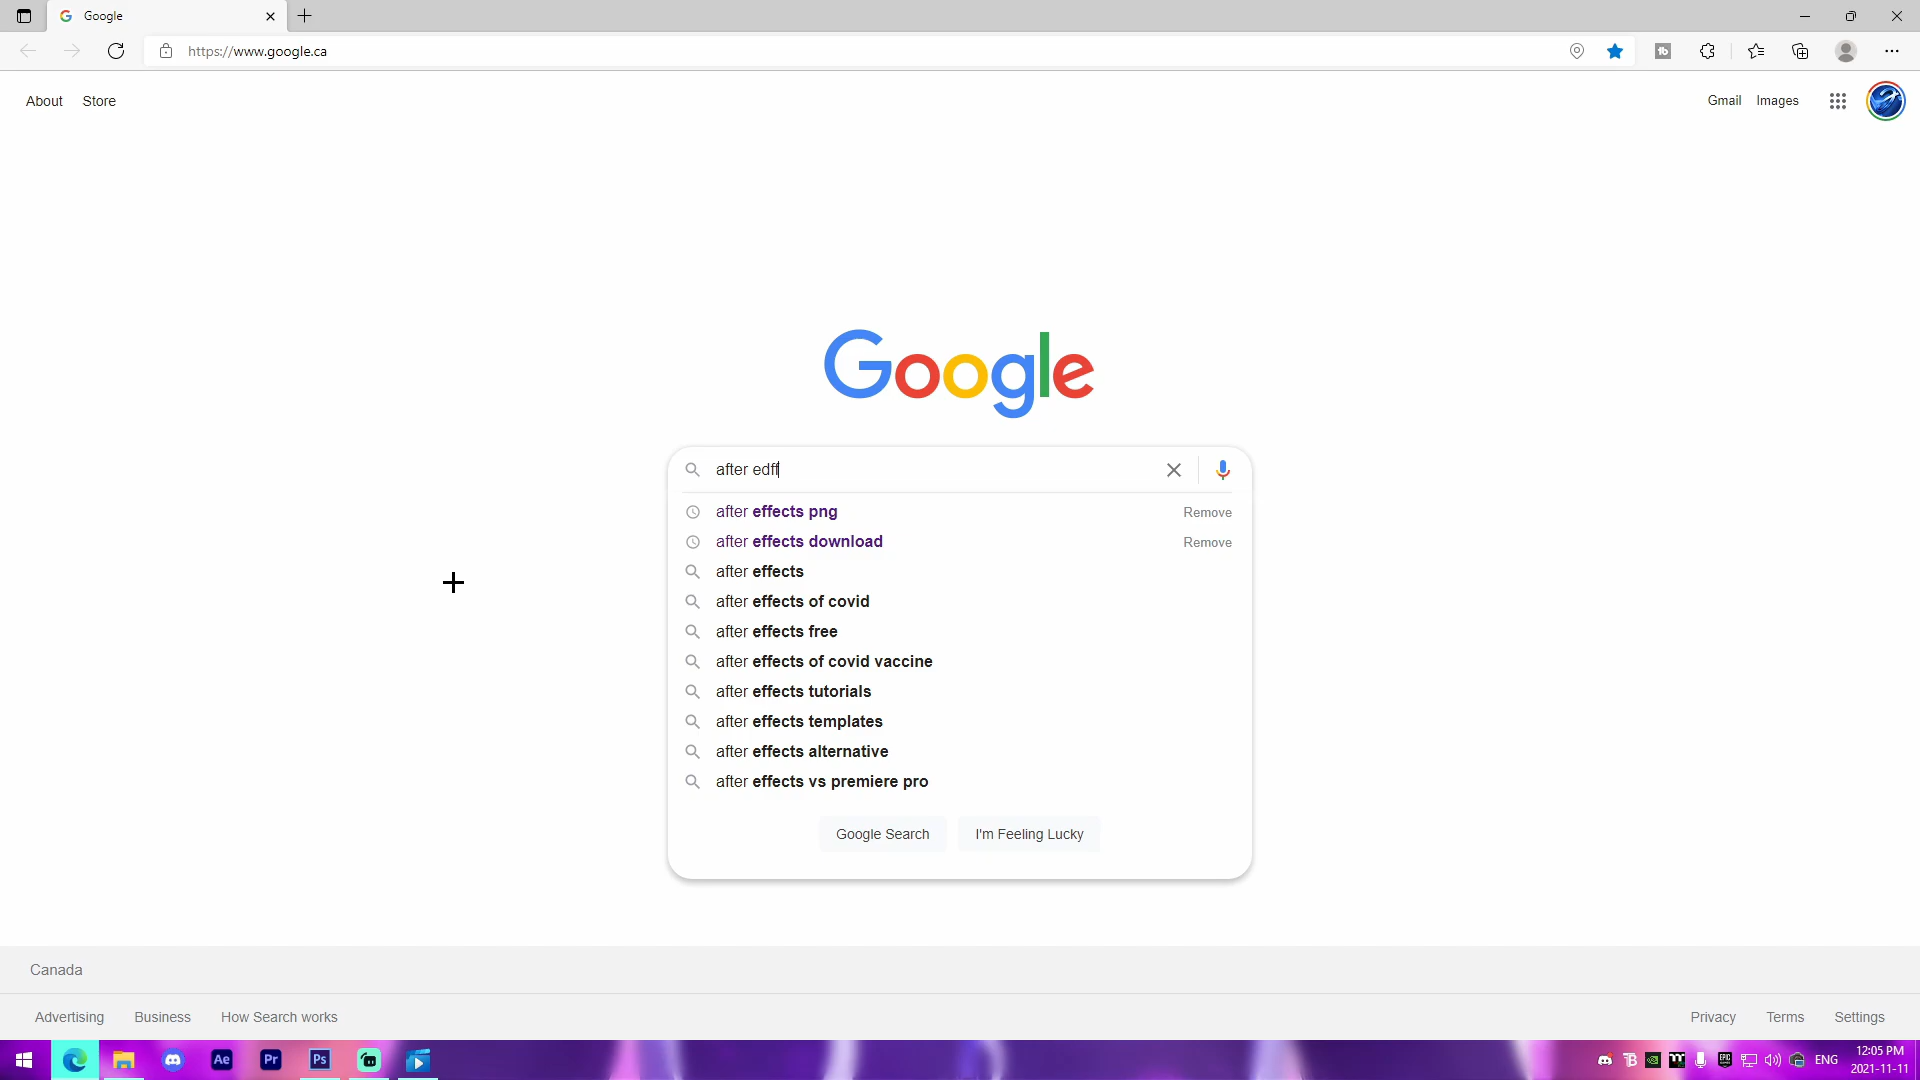 Google
https://www.google.ca
About Store
Gmail Images
Google
after edff
after effects png Remove
after effects download Remove
after effects
after effects of covid
after effects free
after effects of covid vaccine
after effects tutorials
after effects templates
after effects alternative
after effects vs premiere pro
Google Search I'm Feeling Lucky
Canada
Advertising Business How Search works
Privacy Terms Settings
Ae Pr Ps
ENG
12:05 PM
2021-11-11